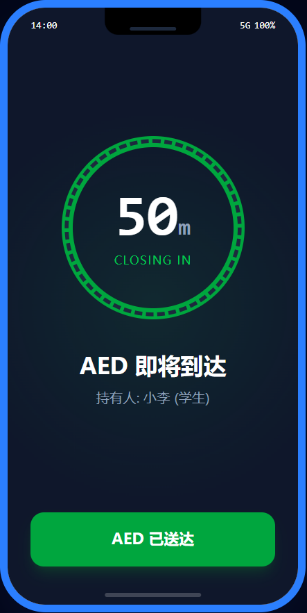 14:00 5G 100%
50m
CLOSING IN
AED 即将到达
持有人: 小李 (学生)
AED 已送达